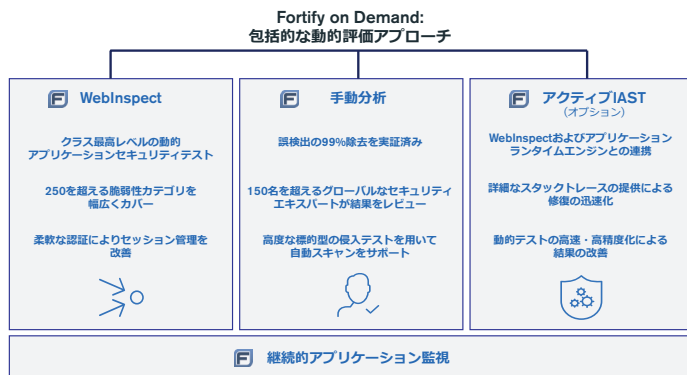 Fortify on Demand:
包括的な動的評価アプローチ
WebInspect
クラス最高レベルの動的
アプリケーションセキュリティテスト
250を超える脆弱性カテゴリを
幅広くカバー
柔軟な認証によりセッション管理を
改善
手動分析
誤検出の99%除去を実証済み
150名を超えるグローバルなセキュリティ
エキスパートが結果をレビュー
高度な標的型の侵入テストを用いて
自動スキャンをサポート
アクティブIAST
(オプション)
WebInspectおよびアプリケーション
ランタイムエンジンとの連携
詳細なスタックトレースの提供による
修復の迅速化
動的テストの高速・高精度化による
結果の改善
継続的アプリケーション監視